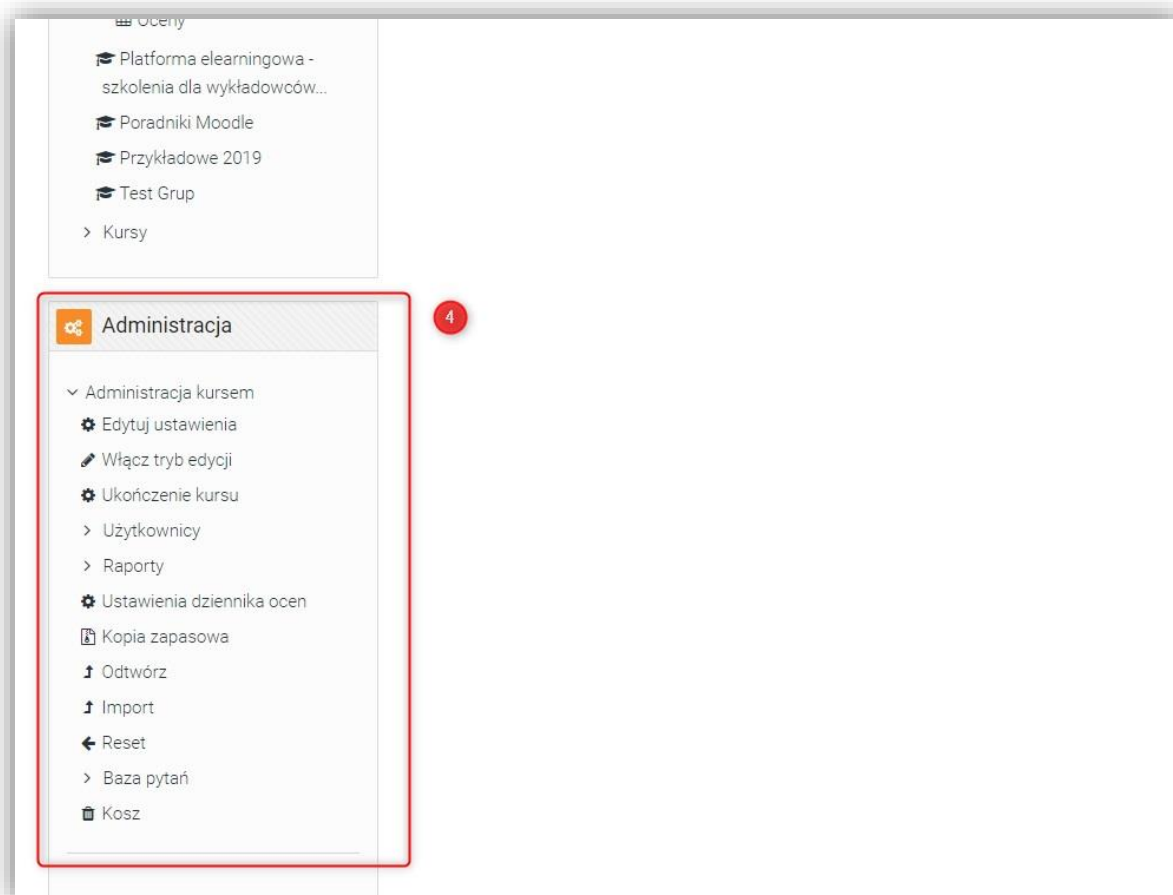 Oceny
Platforma elearningowa -
szkolenia dla wykładowców...
Poradniki Moodle
Przykładowe 2019
Test Grup
Kursy
Administracja
4
Administracja kursem
Edytuj ustawienia
Włącz tryb edycji
Ukończenie kursu
Użytkownicy
Raporty
Ustawienia dziennika ocen
Kopia zapasowa
Odtwórz
Import
Reset
Baza pytań
Kosz